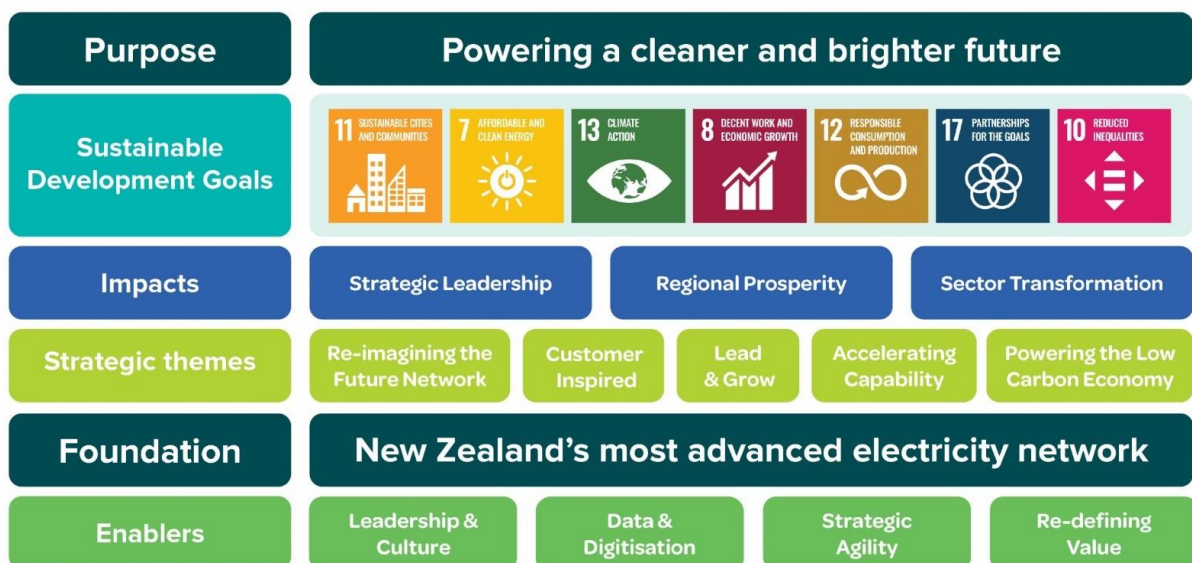 Purpose
Powering a cleaner and brighter future
Sustainable
Development Goals
11 SUSTAINABLE CITIES
AND COMMUNITIES
7 AFFORDABLE AND
CLEAN ENERGY
13 CLIMATE
ACTION
8 DECENT WORK AND
ECONOMIC GROWTH
12 RESPONSIBLE
CONSUMPTION
AND PRODUCTION
17 PARTNERSHIPS
FOR THE GOALS
10 REDUCED
INEQUALITIES
Impacts
Strategic Leadership
Regional Prosperity
Sector Transformation
Strategic themes
Re-imagining the
Future Network
Customer
Inspired
Lead
& Grow
Accelerating
Capability
Powering the Low
Carbon Economy
Foundation
New Zealand’s most advanced electricity network
Enablers
Leadership &
Culture
Data &
Digitisation
Strategic
Agility
Re-defining
Value